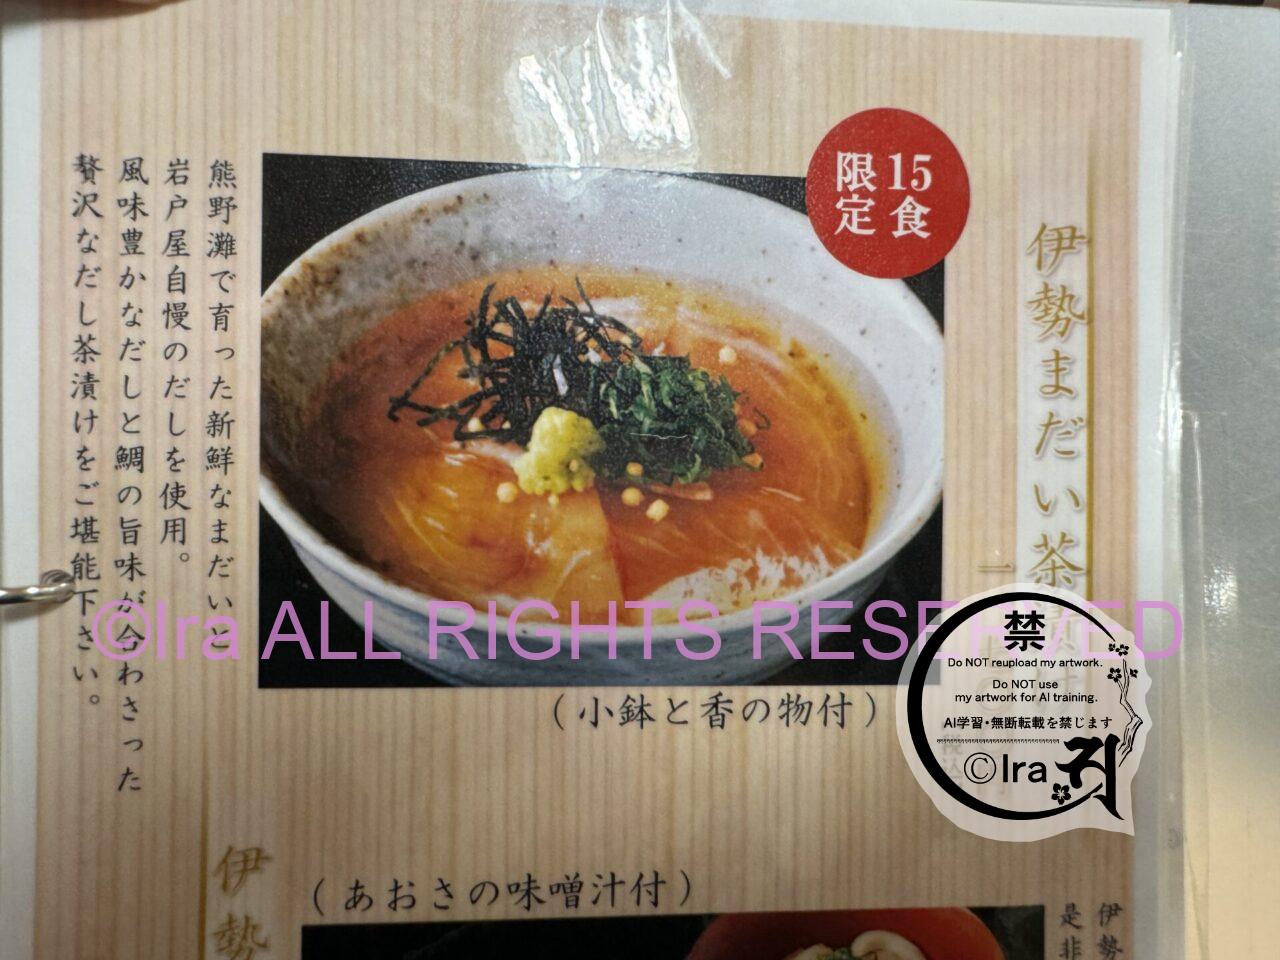 15食
限定
伊勢まだい茶
熊野灘で育った新鮮なまだいと
岩戸屋自慢のだしを使用。
風味豊かなだしと鯛の旨味が合わさった
贅沢なだし茶漬けをご堪能下さい。
(小鉢と香の物付)
©Ira ALL RIGHTS RESERVED
禁
Do NOT reupload my artwork.
Do NOT use
my artwork for AI training.
AI学習・無断転載を禁じます
©Ira
(あおさの味噌汁付)
伊勢
伊勢
是非